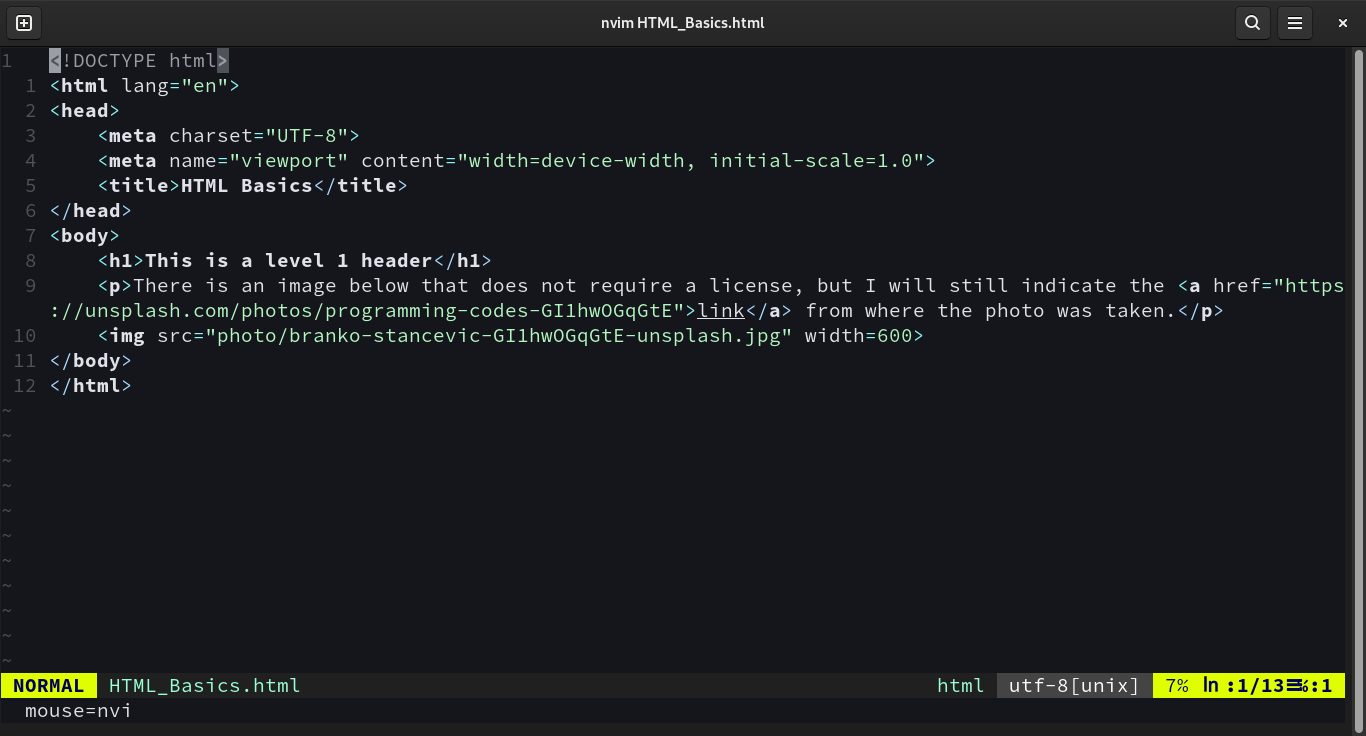 nvim HTML_Basics.html
1 <!DOCTYPE html>
1 <html lang="en">
2 <head>
3 <meta charset="UTF-8">
4 <meta name="viewport" content="width=device-width, initial-scale=1.0">
5 <title>HTML Basics</title>
6 </head>
7 <body>
8 <h1>This is a level 1 header</h1>
9 <p>There is an image below that does not require a license, but I will still indicate the <a href="https
://unsplash.com/photos/programming-codes-GI1hwOGqGtE">link</a> from where the photo was taken.</p>
10 <img src="photo/branko-stancevic-GI1hwOGqGtE-unsplash.jpg" width=600>
11 </body>
12 </html>
~
~
~
~
~
~
~
~
~
~
~
NORMAL HTML_Basics.html html utf-8[unix] 7% ln :1/13☰℅:1
mouse=nvi